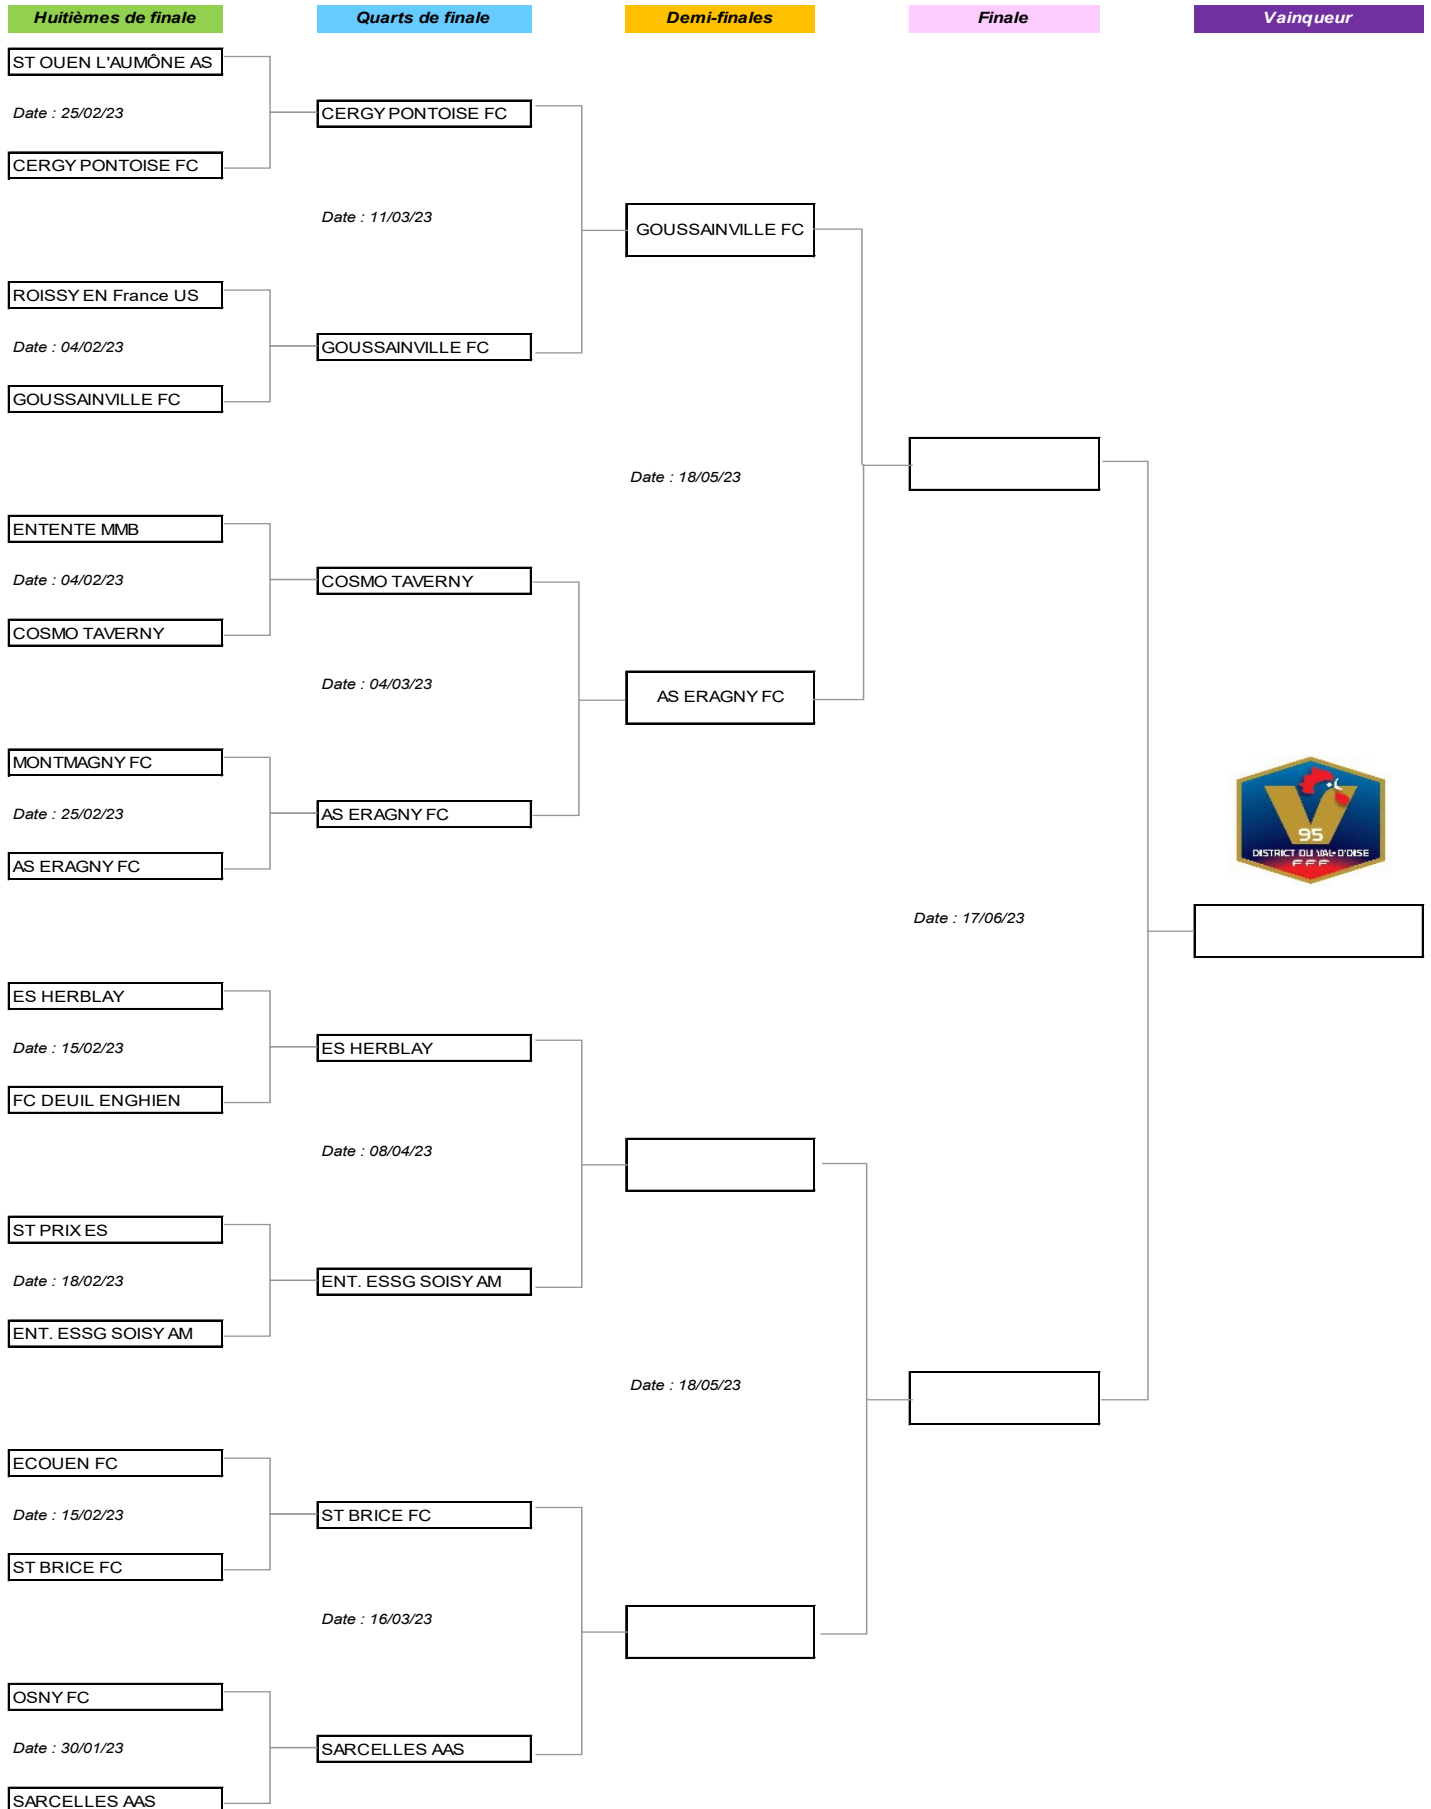 Huitièmes de finale
Quarts de finale
Demi-finales
Finale
Vainqueur
ST OUEN L'AUMÔNE AS
Date : 25/02/23
CERGY PONTOISE FC
CERGY PONTOISE FC
Date : 11/03/23
GOUSSAINVILLE FC
ROISSY EN France US
Date : 04/02/23
GOUSSAINVILLE FC
GOUSSAINVILLE FC
Date : 18/05/23
ENTENTE MMB
Date : 04/02/23
COSMO TAVERNY
COSMO TAVERNY
Date : 04/03/23
AS ERAGNY FC
MONTMAGNY FC
Date : 25/02/23
AS ERAGNY FC
AS ERAGNY FC
95
DISTRICT DU VAL-D'OISE
FFF
Date : 17/06/23
ES HERBLAY
Date : 15/02/23
ES HERBLAY
FC DEUIL ENGHIEN
Date : 08/04/23
ST PRIX ES
Date : 18/02/23
ENT. ESSG SOISY AM
ENT. ESSG SOISY AM
Date : 18/05/23
ECOUEN FC
Date : 15/02/23
ST BRICE FC
ST BRICE FC
Date : 16/03/23
OSNY FC
Date : 30/01/23
SARCELLES AAS
SARCELLES AAS